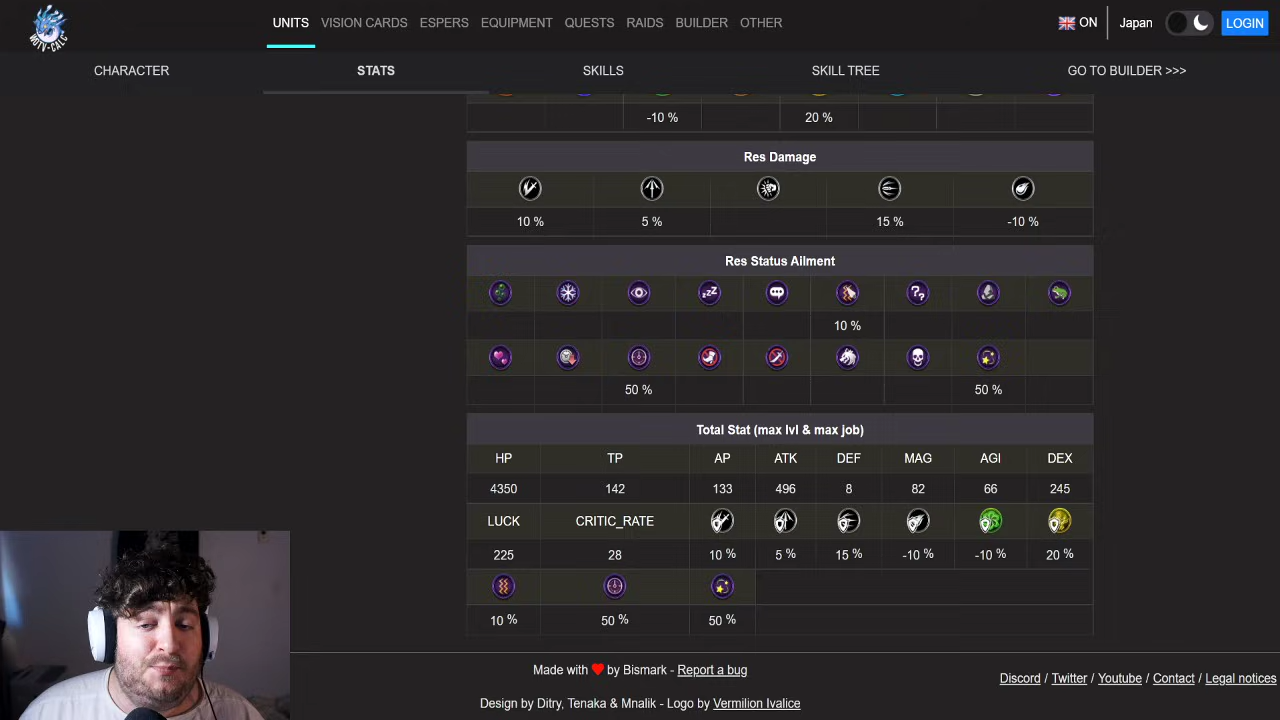 UNITS VISION CARDS ESPERS EQUIPMENT QUESTS RAIDS BUILDER OTHER ON Japan LOGIN
WOTV-CALC
CHARACTER STATS SKILLS SKILL TREE GO TO BUILDER >>>
-10 % 20 %
Res Damage
10 % 5 % 15 % -10 %
Res Status Ailment
10 %
50 % 50 %
Total Stat (max lvl & max job)
HP TP AP ATK DEF MAG AGI DEX
4350 142 133 496 8 82 66 245
LUCK CRITIC_RATE
225 28 10 % 5 % 15 % -10 % -10 % 20 %
10 % 50 % 50 %
Made with ❤ by Bismark - Report a bug
Discord / Twitter / Youtube / Contact / Legal notices
Design by Ditry, Tenaka & Mnalik - Logo by Vermilion Ivalice